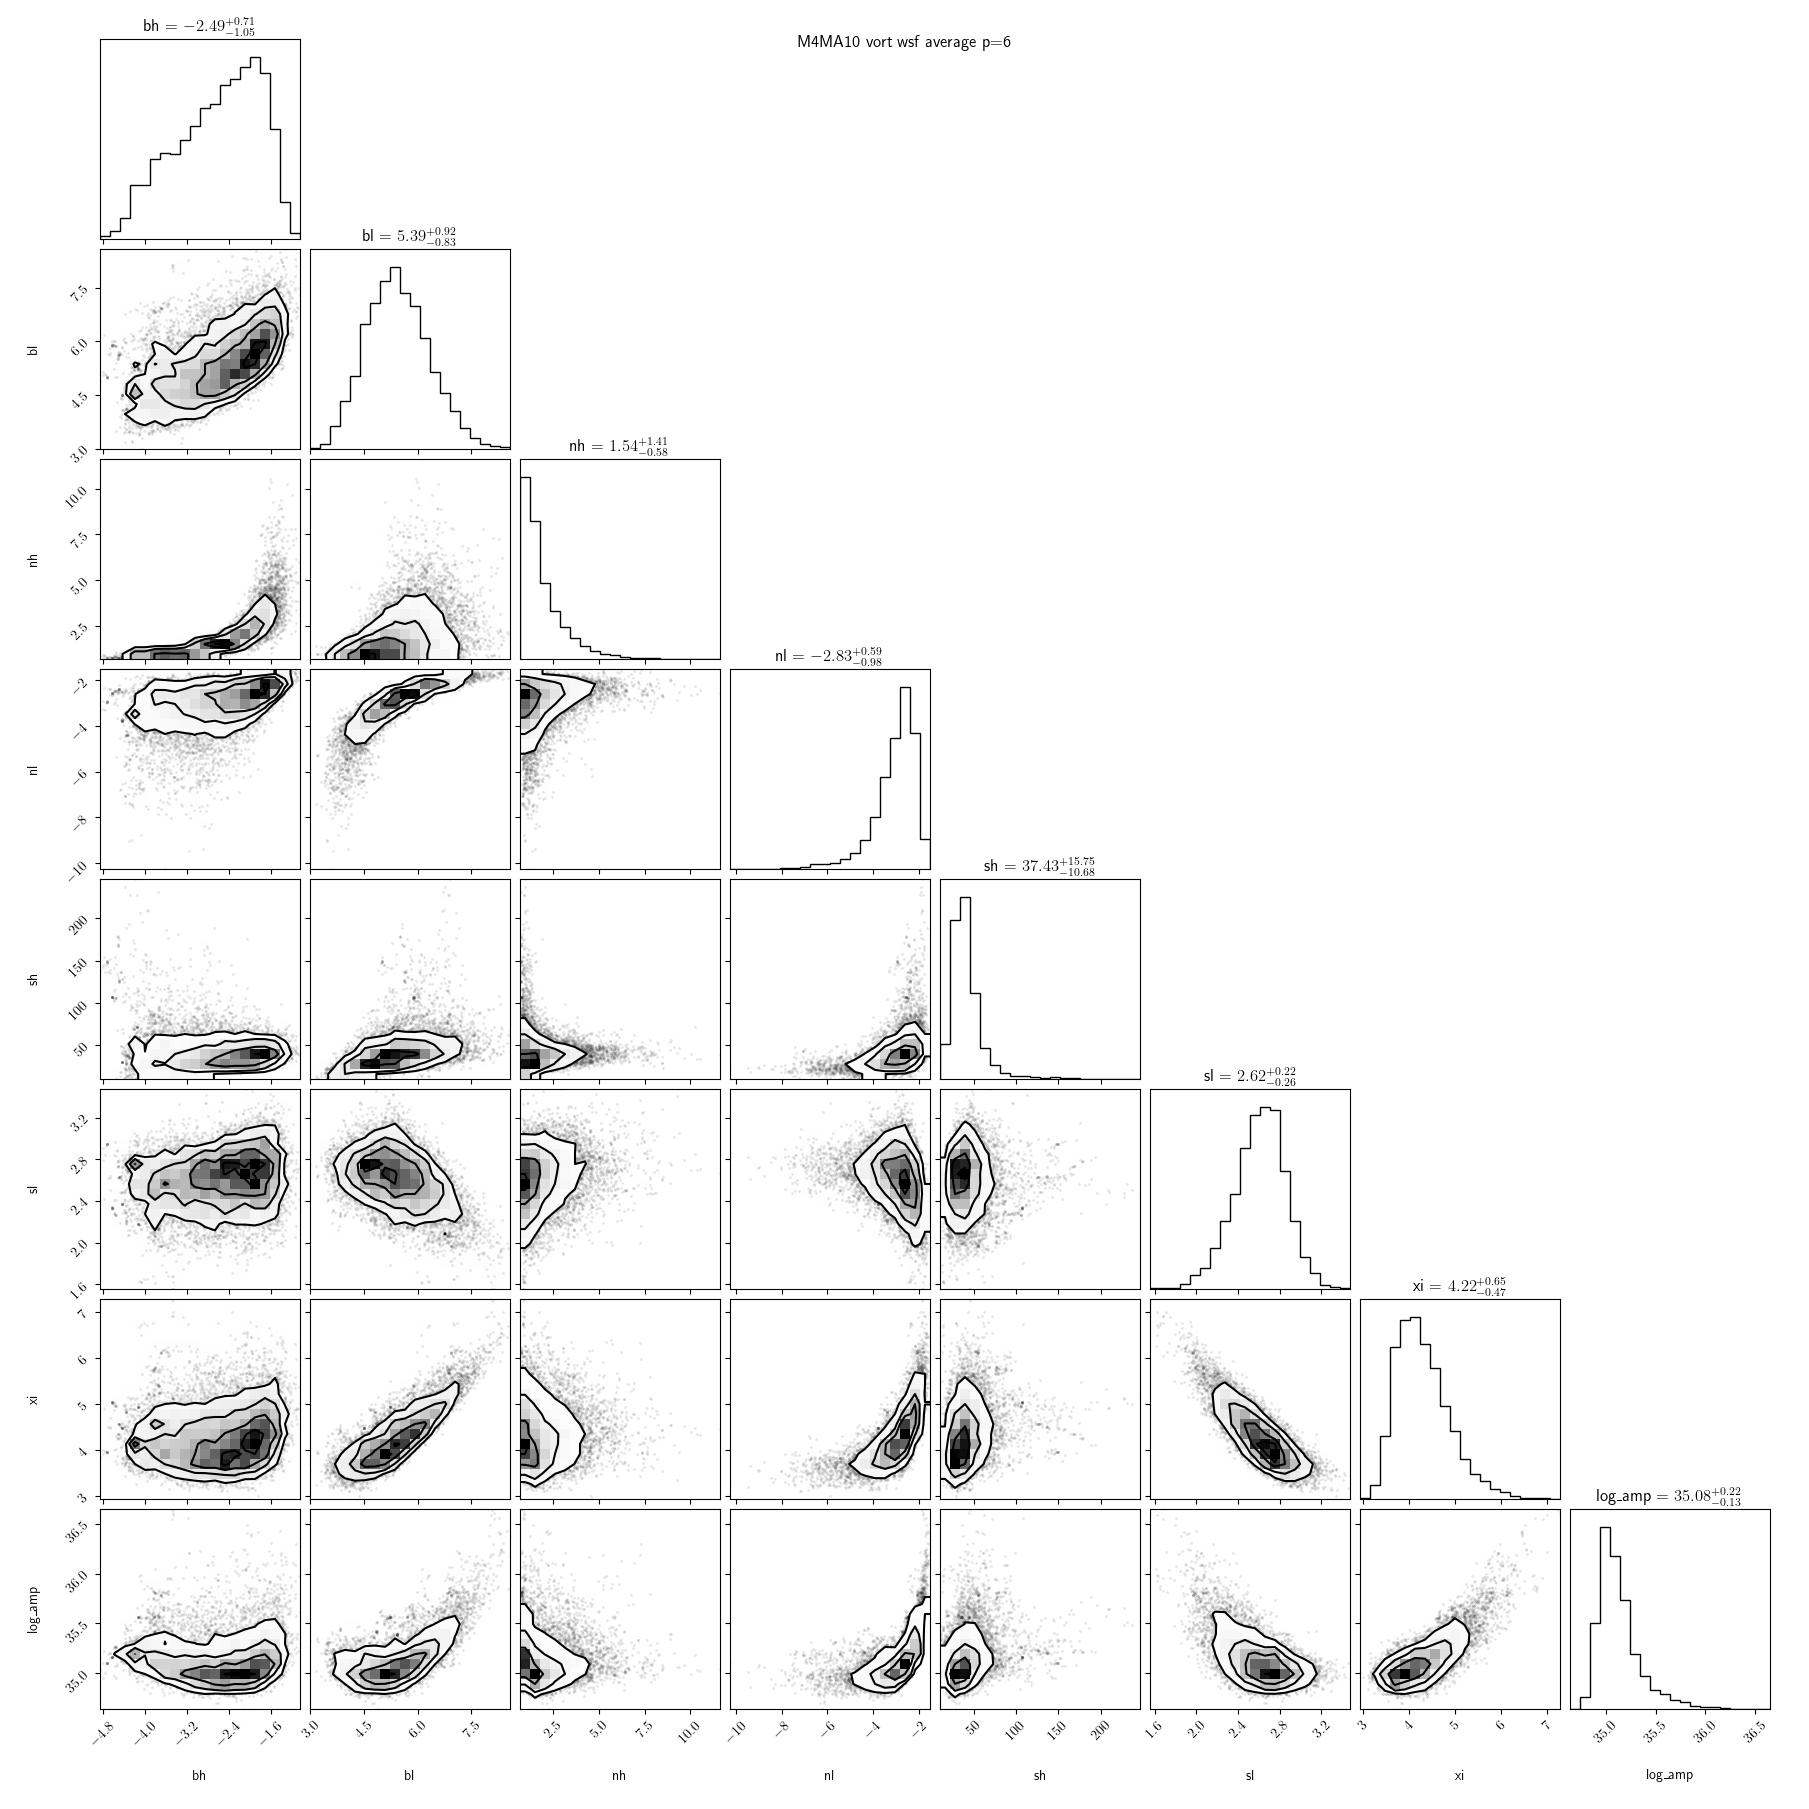 bh = −2.49+0.71−1.05
M4MA10 vort wsf average p=6
bl = 5.39+0.92−0.83
7.5
6.0
4.5
3.0
bl
nh = 1.54+1.41−0.58
10.0
7.5
5.0
2.5
nh
nl = −2.83+0.59−0.98
−2
−4
−6
−8
−10
nl
sh = 37.43+15.75−10.68
200
150
100
50
sh
sl = 2.62+0.22−0.26
3.2
2.8
2.4
2.0
1.6
sl
xi = 4.22+0.65−0.47
7
6
5
4
3
xi
log_amp = 35.08+0.22−0.13
36.5
36.0
35.5
35.0
log_amp
−4.8 −4.0 −3.2 −2.4 −1.6 3.0 4.5 6.0 7.5 2.5 5.0 7.5 10.0 −10 −8 −6 −4 −2 50 100 150 200 1.6 2.0 2.4 2.8 3.2 3 4 5 6 7 35.0 35.5 36.0 36.5
bh bl nh nl sh sl xi log_amp